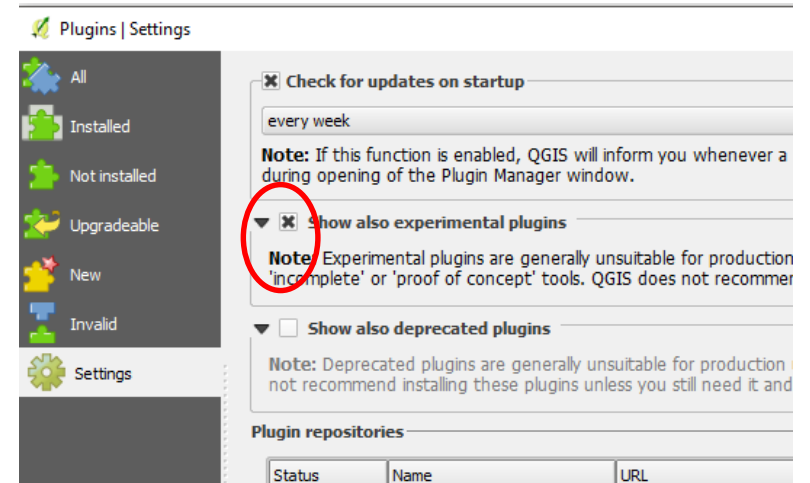 Plugins | Settings
All
Installed
Not installed
Upgradeable
New
Invalid
Settings
Check for updates on startup
every week
Note: If this function is enabled, QGIS will inform you whenever a
during opening of the Plugin Manager window.
Show also experimental plugins
Note: Experimental plugins are generally unsuitable for production
'incomplete' or 'proof of concept' tools. QGIS does not recommen
Show also deprecated plugins
Note: Deprecated plugins are generally unsuitable for production
not recommend installing these plugins unless you still need it and
Plugin repositories
Status Name URL